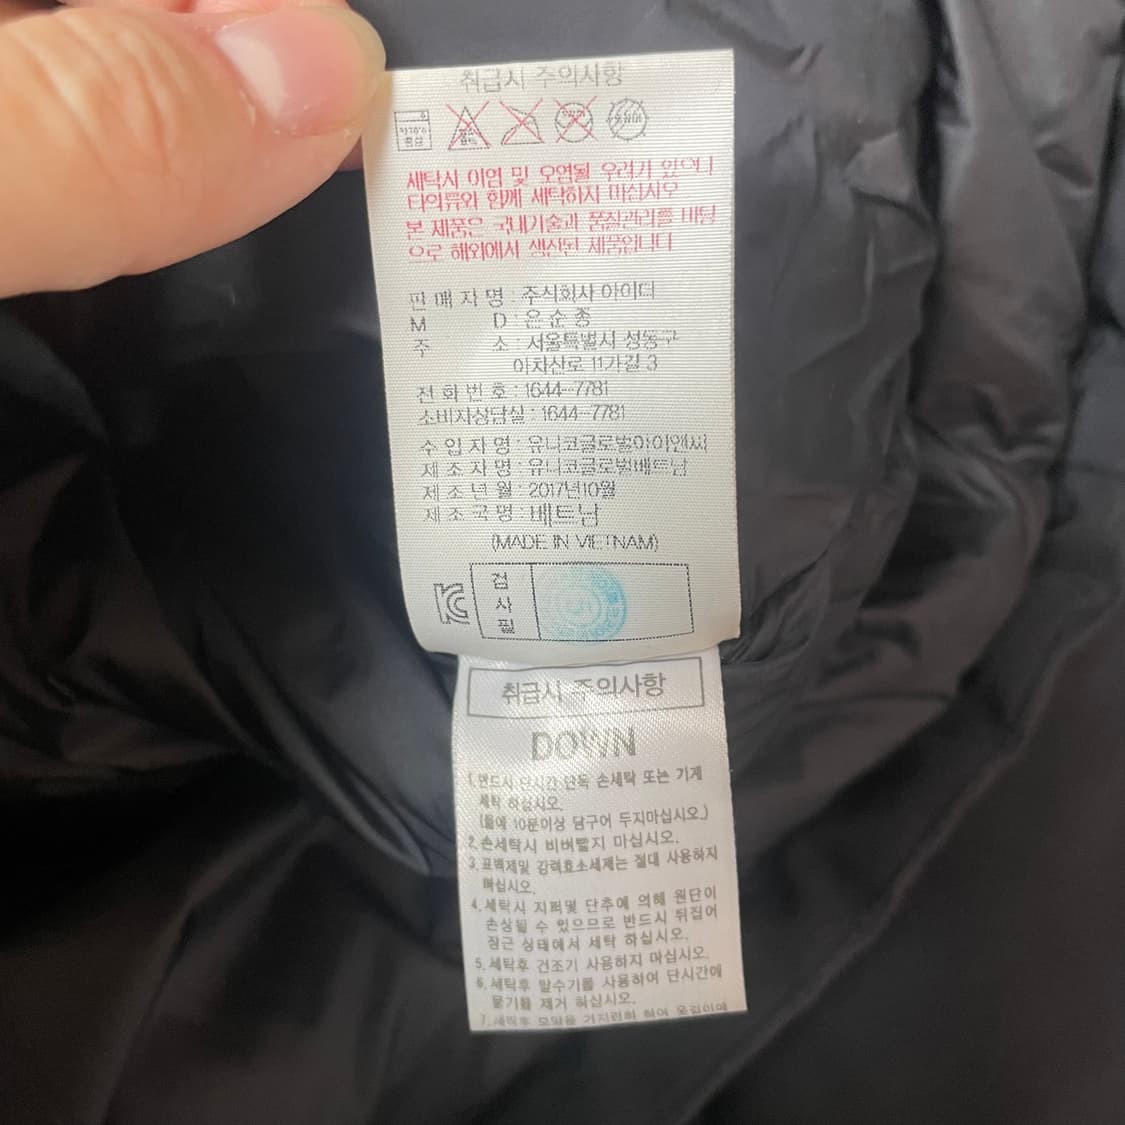 취급시 주의사항
세탁시 이염 및 오염될 우려가 있으니
타의류와 함께 세탁하지 마십시오
본 제품은 국내기술과 품질관리를 바탕
으로 해외에서 생산된 제품입니다
판매자명 : 주식회사 아이더
M D : 은순종
주 소 : 서울특별시 성동구
아차산로 11가길 3
전화번호 : 1644-7781
소비자상담실 : 1644-7781
수입자명 : 유니코글로벌아이앤씨
제조자명 : 유니코글로벌베트남
제조년월 : 2017년10월
제조국명 : 베트남
(MADE IN VIETNAM)
검
사
필
취급시 주의사항
DOWN
1.반드시 단시간 단독 손세탁 또는 기계
세탁 하십시오.
(물에 10분이상 담구어 두지마십시오.)
2.손세탁시 비벼빨지 마십시오.
3.표백제및 강력효소세제는 절대 사용하지
마십시오.
4.세탁시 지퍼및 단추에 의해 원단이
손상될 수 있으므로 반드시 뒤집어
잠근 상태에서 세탁 하십시오.
5.세탁후 건조기 사용하지 마십시오.
6.세탁후 탈수기를 사용하여 단시간에
물기를 제거 하십시오.
7.세탁후 모양을 가지런히 하여 옷걸이에